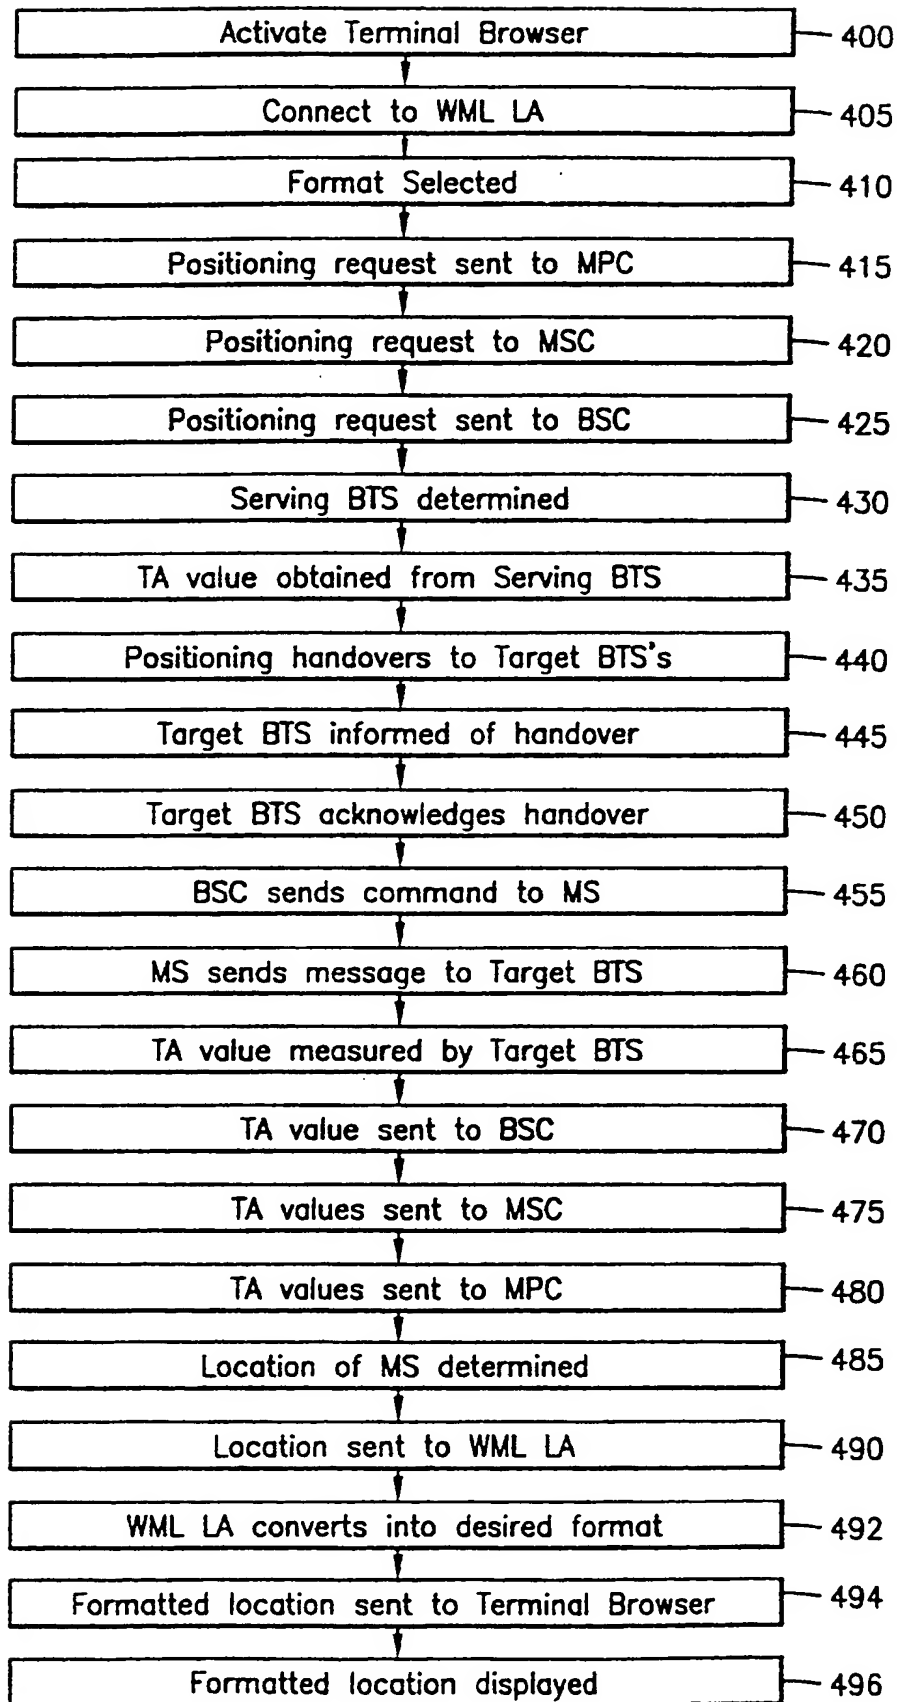 Activate Terminal Browser 400
Connect to WML LA 405
Format Selected 410
Positioning request sent to MPC 415
Positioning request to MSC 420
Positioning request sent to BSC 425
Serving BTS determined 430
TA value obtained from Serving BTS 435
Positioning handovers to Target BTS's 440
Target BTS informed of handover 445
Target BTS acknowledges handover 450
BSC sends command to MS 455
MS sends message to Target BTS 460
TA value measured by Target BTS 465
TA value sent to BSC 470
TA values sent to MSC 475
TA values sent to MPC 480
Location of MS determined 485
Location sent to WML LA 490
WML LA converts into desired format 492
Formatted location sent to Terminal Browser 494
Formatted location displayed 496